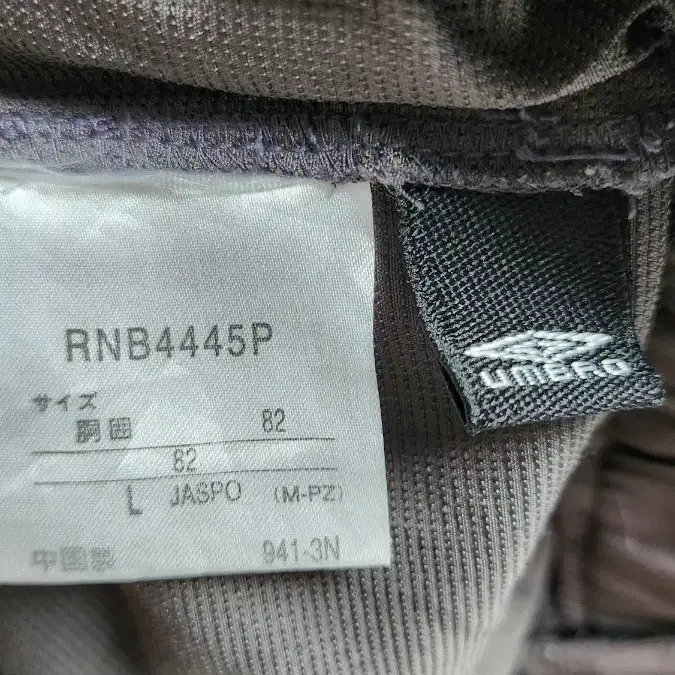 RNB4445P
サイズ
胴囲 82
82
L JASPO (M-PZ)
中国製 941-3N
umbro